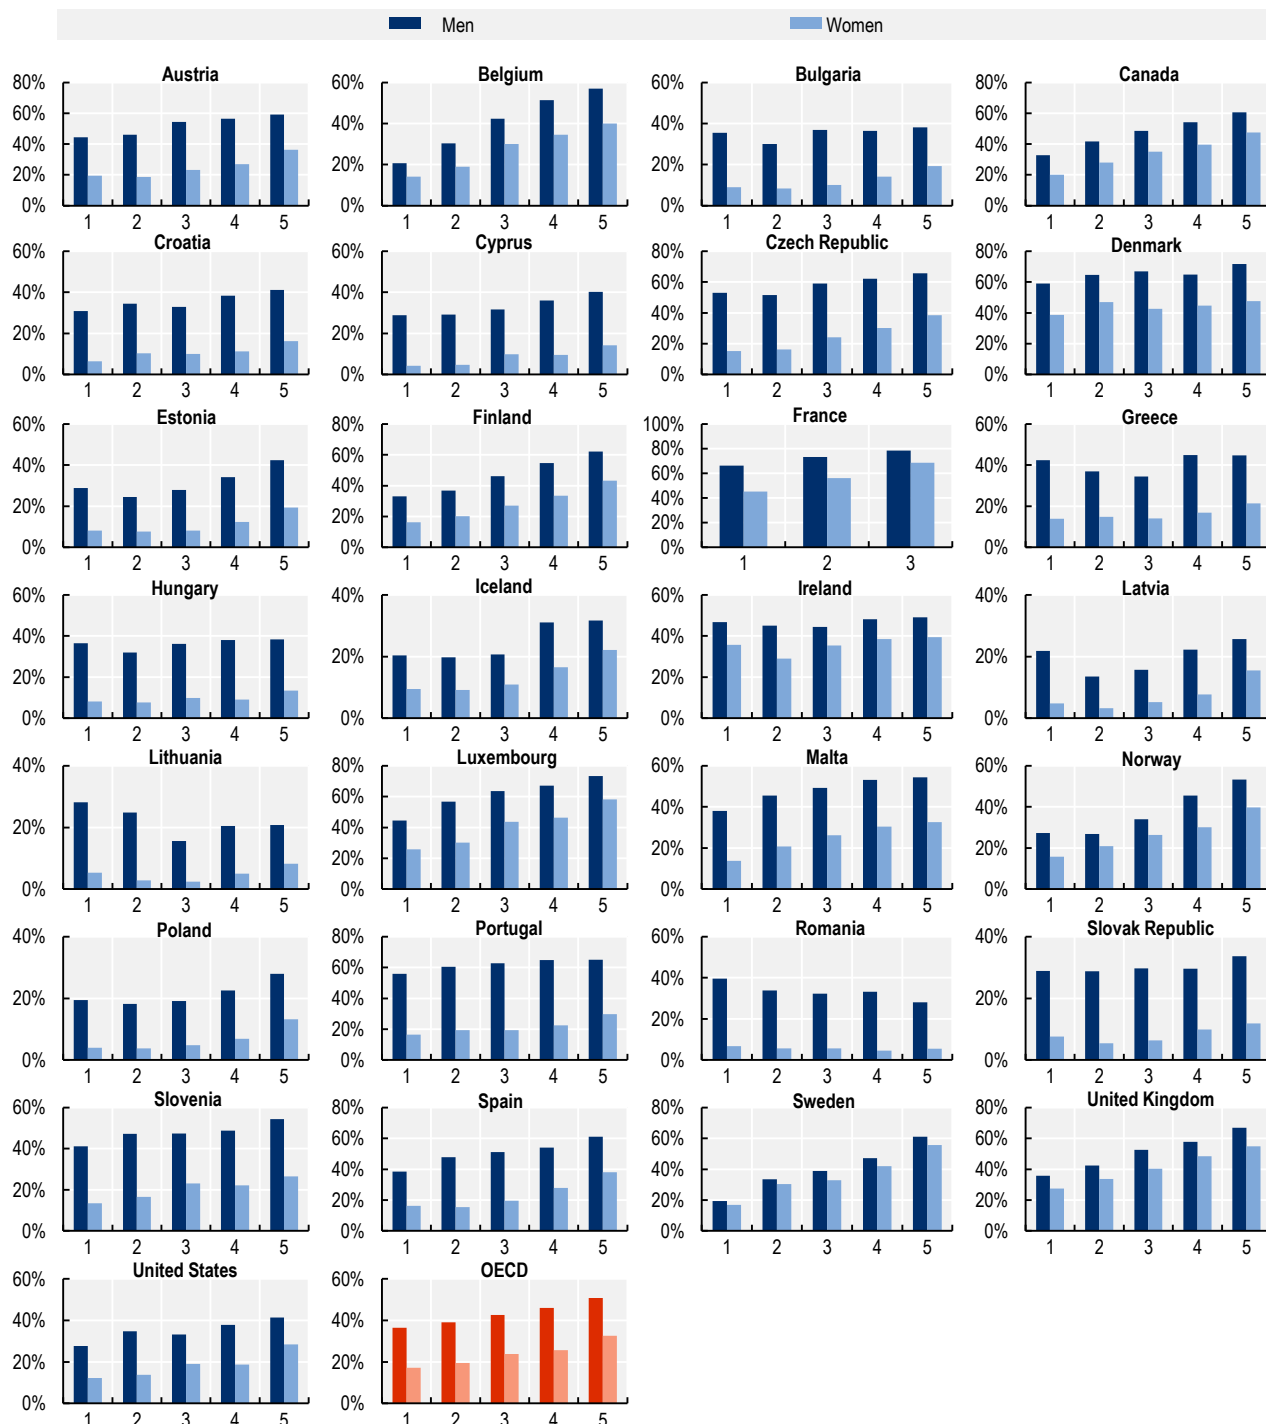 Men Women
Austria Belgium Bulgaria Canada
80% 60% 60% 80%
60% 40% 40% 60%
40% 20% 20% 40%
20% 0% 0% 20%
0% 0%
1 2 3 4 5 1 2 3 4 5 1 2 3 4 5 1 2 3 4 5
Croatia Cyprus Czech Republic Denmark
60% 60% 80% 80%
40% 40% 60% 60%
20% 20% 40% 40%
0% 0% 20% 20%
0% 0%
1 2 3 4 5 1 2 3 4 5 1 2 3 4 5 1 2 3 4 5
Estonia Finland France Greece
60% 80% 100% 60%
40% 60% 80% 40%
20% 40% 60% 20%
0% 20% 40% 0%
0% 20%
0%
1 2 3 4 5 1 2 3 4 5 1 2 3 1 2 3 4 5
Hungary Iceland Ireland Latvia
60% 40% 60% 40%
40% 20% 40% 20%
20% 0% 20% 0%
0% 0%
1 2 3 4 5 1 2 3 4 5 1 2 3 4 5 1 2 3 4 5
Lithuania Luxembourg Malta Norway
40% 80% 60% 60%
20% 60% 40% 40%
0% 40% 20% 20%
20% 0% 0%
0%
1 2 3 4 5 1 2 3 4 5 1 2 3 4 5 1 2 3 4 5
Poland Portugal Romania Slovak Republic
40% 80% 60% 40%
20% 60% 40% 20%
0% 40% 20% 0%
20% 0%
0%
1 2 3 4 5 1 2 3 4 5 1 2 3 4 5 1 2 3 4 5
Slovenia Spain Sweden United Kingdom
60% 80% 80% 80%
40% 60% 60% 60%
20% 40% 40% 40%
0% 20% 20% 20%
0% 0% 0%
1 2 3 4 5 1 2 3 4 5 1 2 3 4 5 1 2 3 4 5
United States OECD
60% 60%
40% 40%
20% 20%
0% 0%
1 2 3 4 5 1 2 3 4 5